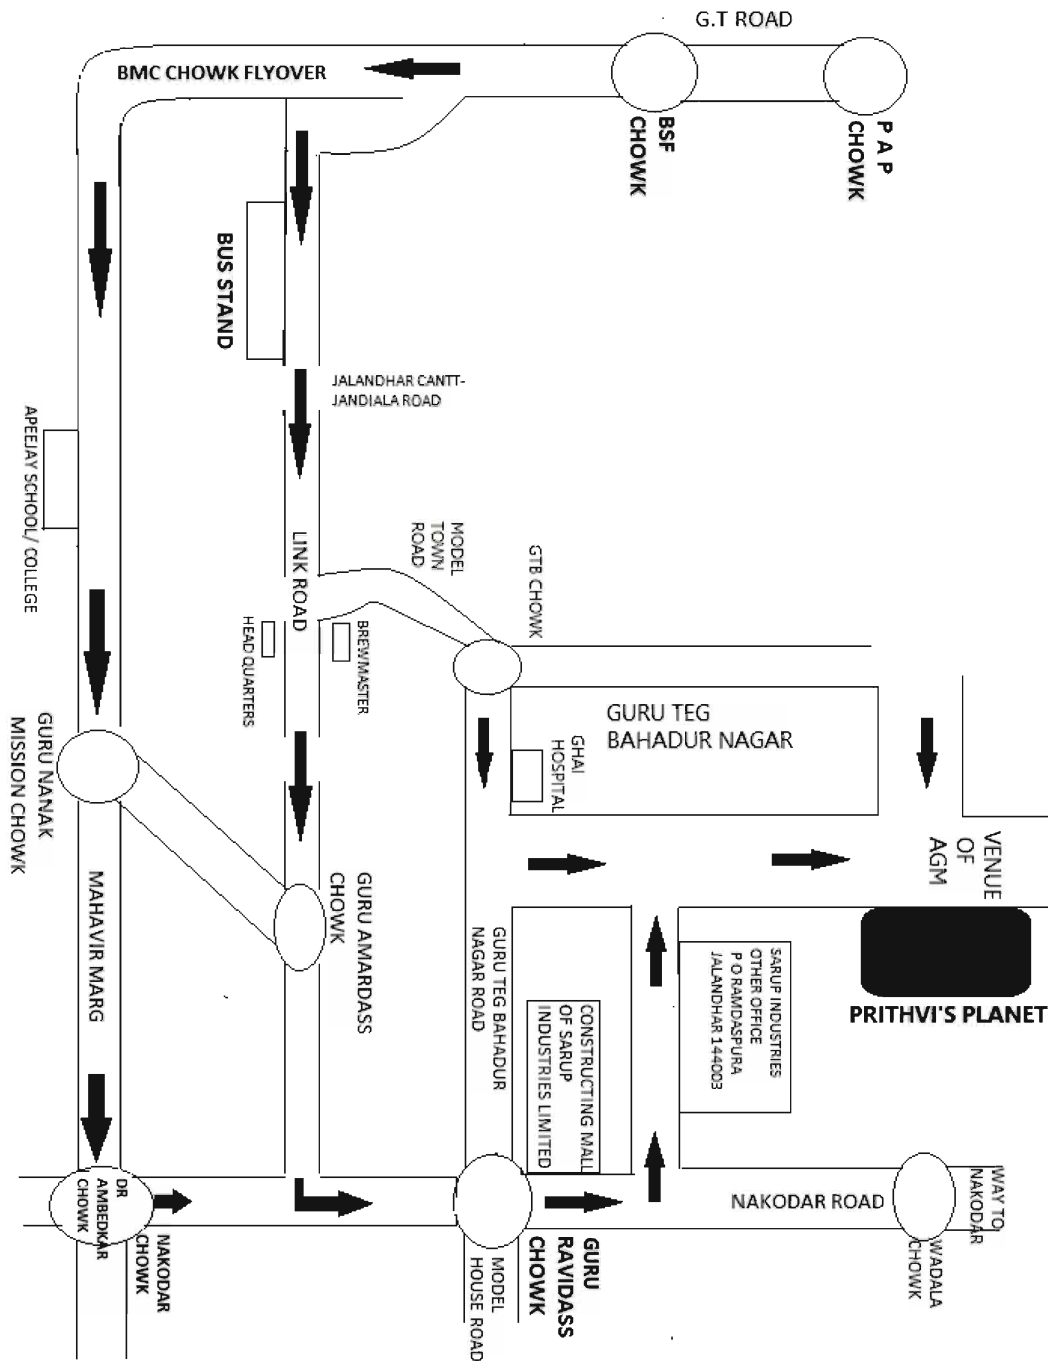 G.T ROAD
BMC CHOWK FLYOVER
BSF
CHOWK
P A P
CHOWK
BUS STAND
JALANDHAR CANTT-
JANDIALA ROAD
APEEJAY SCHOOL/ COLLEGE
LINK ROAD
MODEL
TOWN
ROAD
GTB CHOWK
HEAD QUARTERS
BREWMASTER
GURU TEG
BAHADUR NAGAR
GHAI
HOSPITAL
GURU NANAK
MISSION CHOWK
VENUE
OF
AGM
MAHAVIR MARG
GURU AMARDASS
CHOWK
GURU TEG BAHADUR
NAGAR ROAD
SARUP INDUSTRIES
OTHER OFFICE
P O RAMDASPURA
JALANDHAR 144003
PRITHVI'S PLANET
CONSTRUCTING MALL
OF SARUP
INDUSTRIES LIMITED
DR
AMBEDKAR
CHOWK
NAKODAR
CHOWK
NAKODAR ROAD
WAY TO
NAKODAR
GURU
RAVIDASS
CHOWK
MODEL
HOUSE ROAD
WADALA
CHOWK